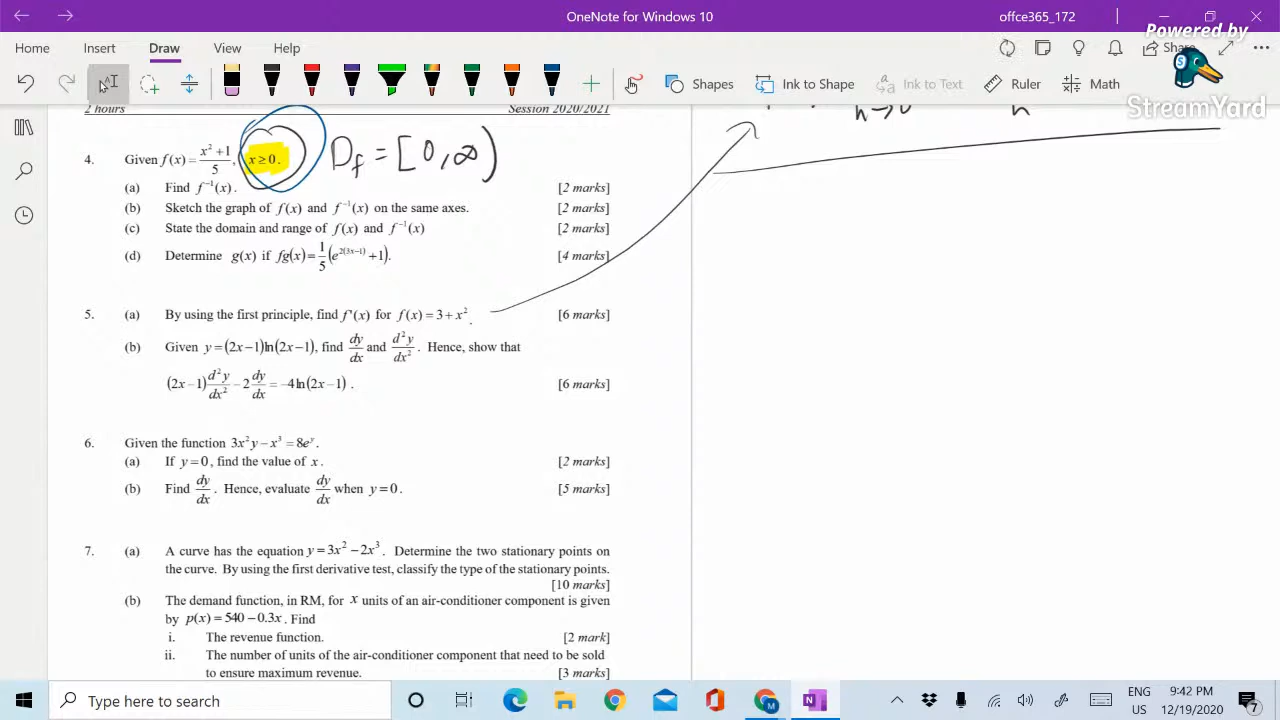 OneNote for Windows 10
offce365_172
Powered by
Home Insert Draw View Help
Share
Shapes Ink to Shape Ink to Text Ruler Math
StreamYard
2 hours Session 2020/2021
h→0 h
4. Given f(x) = (x² + 1)/5, x ≥ 0. D_f = [0, ∞)
(a) Find f⁻¹(x). [2 marks]
(b) Sketch the graph of f(x) and f⁻¹(x) on the same axes. [2 marks]
(c) State the domain and range of f(x) and f⁻¹(x) [2 marks]
(d) Determine g(x) if fg(x) = 1/5 (e^{2(3x−1)} + 1). [4 marks]
5. (a) By using the first principle, find f'(x) for f(x) = 3 + x². [6 marks]
(b) Given y = (2x − 1)ln(2x − 1), find dy/dx and d²y/dx². Hence, show that
(2x − 1) d²y/dx² − 2 dy/dx = −4 ln(2x − 1). [6 marks]
6. Given the function 3x²y − x³ = 8e^y.
(a) If y = 0, find the value of x. [2 marks]
(b) Find dy/dx. Hence, evaluate dy/dx when y = 0. [5 marks]
7. (a) A curve has the equation y = 3x² − 2x³. Determine the two stationary points on
the curve. By using the first derivative test, classify the type of the stationary points.
[10 marks]
(b) The demand function, in RM, for x units of an air-conditioner component is given
by p(x) = 540 − 0.3x. Find
i. The revenue function. [2 mark]
ii. The number of units of the air-conditioner component that need to be sold
to ensure maximum revenue. [3 marks]
Type here to search
ENG
US
9:42 PM
12/19/2020
7